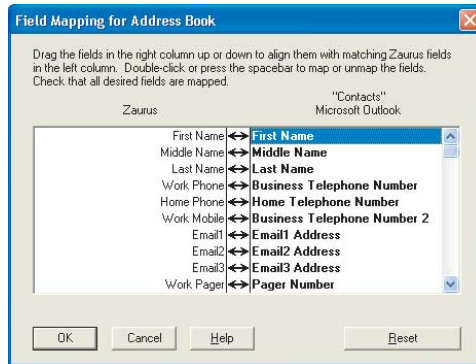 Field Mapping for Address Book
Drag the fields in the right column up or down to align them with matching Zaurus fields
in the left column. Double-click or press the spacebar to map or unmap the fields.
Check that all desired fields are mapped.
"Contacts"
Zaurus Microsoft Outlook
First Name First Name
Middle Name Middle Name
Last Name Last Name
Work Phone Business Telephone Number
Home Phone Home Telephone Number
Work Mobile Business Telephone Number 2
Email1 Email1 Address
Email2 Email2 Address
Email3 Email3 Address
Work Pager Pager Number
OK Cancel Help Reset